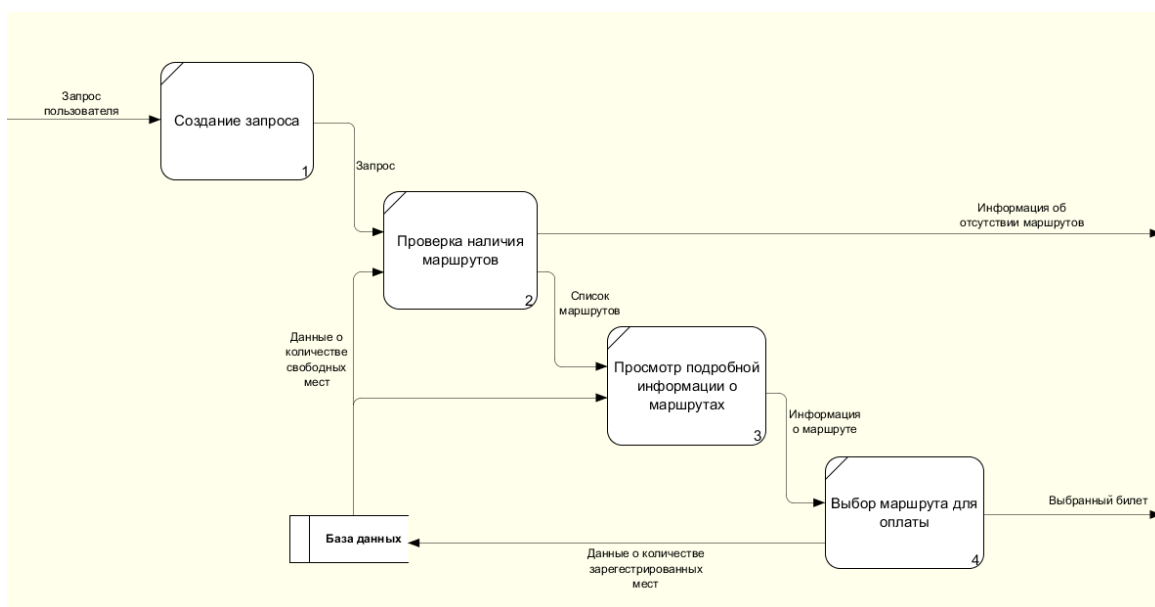 Запрос
пользователя
Создание запроса
1
Запрос
Проверка наличия
маршрутов
2
Информация об
отсутствии маршрутов
Список
маршрутов
Данные о
количестве
свободных
мест
Просмотр подробной
информации о
маршрутах
3
Информация
о маршруте
Выбор маршрута для
оплаты
4
Выбранный билет
База данных
Данные о количестве
зарегестрированных
мест